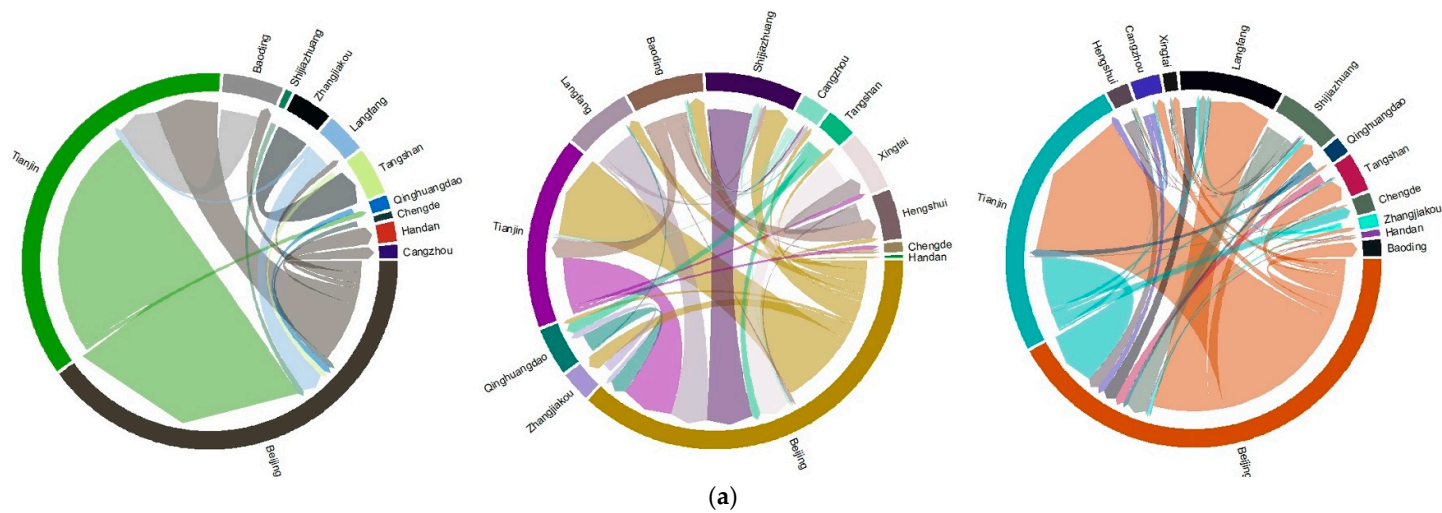 Tianjin
Baoding
Shijiazhuang
Zhangjiakou
Langfang
Tangshan
Qinghuangdao
Chengde
Handan
Cangzhou
Beijing
Tianjin
Langfang
Baoding
Shijiazhuang
Cangzhou
Tangshan
Xingtai
Hengshui
Chengde
Handan
Beijing
Zhangjiakou
Qinghuangdao
Tianjin
Hengshui
Cangzhou
Xingtai
Langfang
Shijiazhuang
Qinghuangdao
Tangshan
Chengde
Zhangjiakou
Handan
Baoding
Beijing
(a)